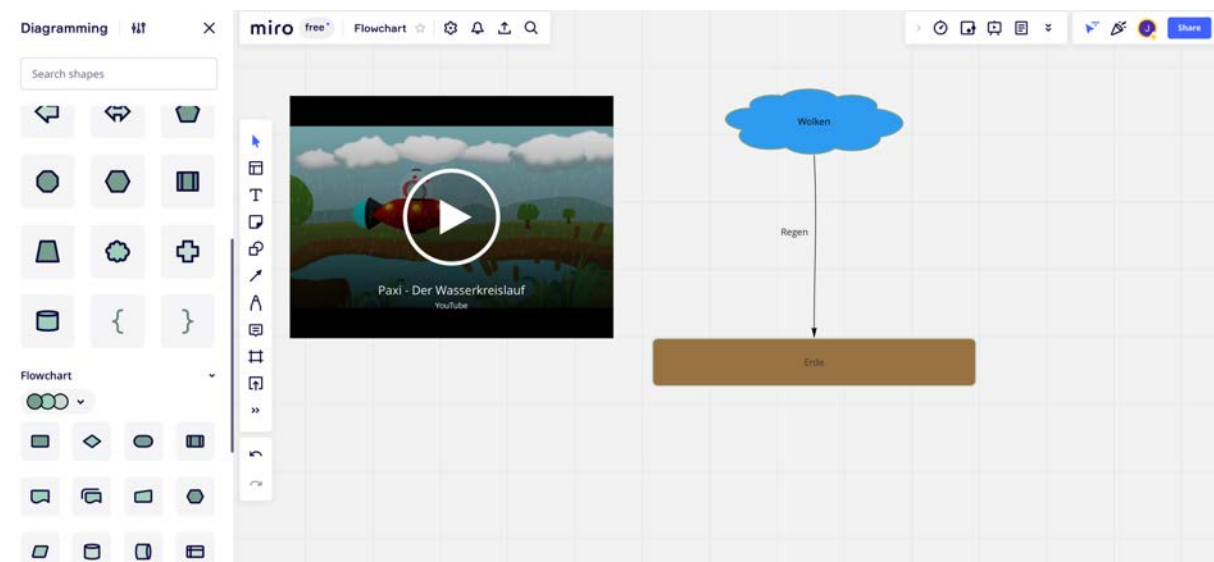 Diagramming
Search shapes
Flowchart
miro free Flowchart
Share
Paxi - Der Wasserkreislauf
YouTube
Wolken
Regen
Erde
J